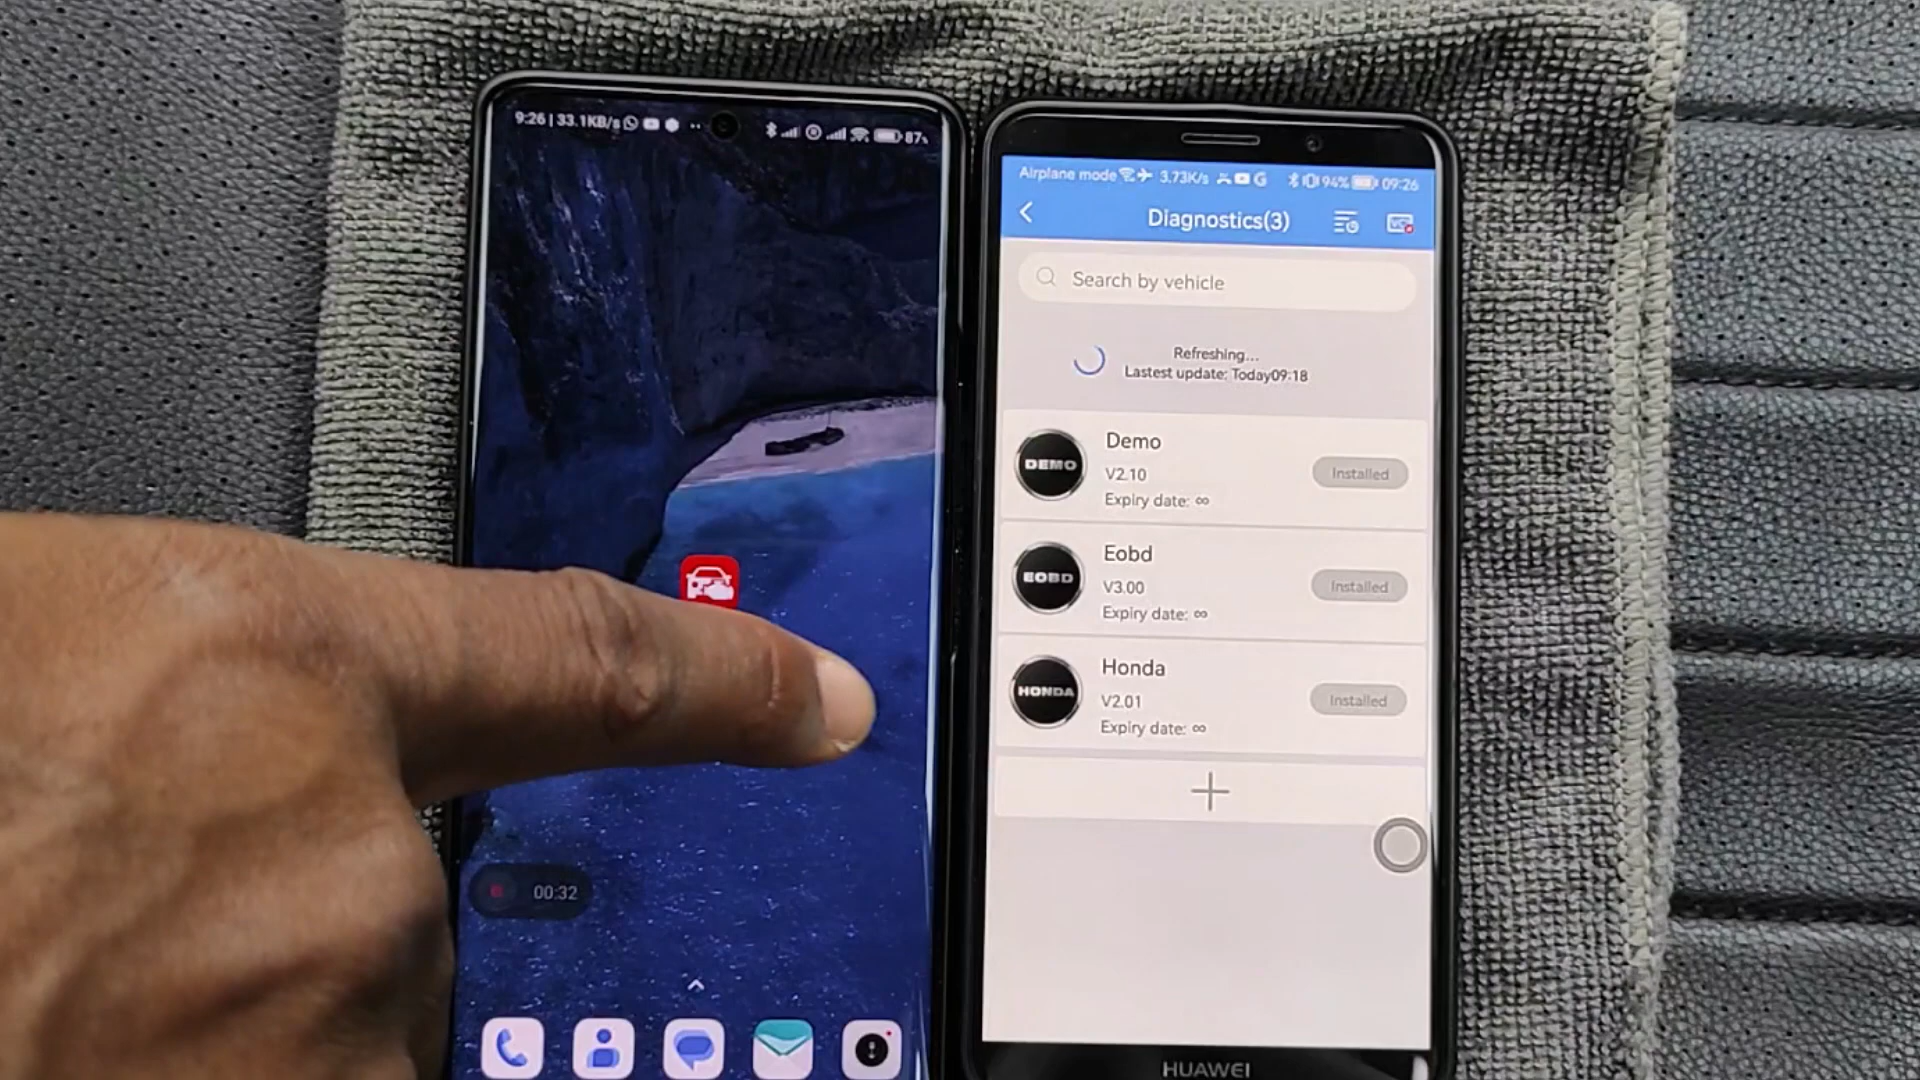 9:26 | 33.1KB/s
87%
00:32
Airplane mode 3.73K/s G 94% 09:26
Diagnostics(3)
Search by vehicle
Refreshing...
Lastest update: Today09:18
DEMO
Demo
V2.10
Expiry date: ∞
Installed
EOBD
Eobd
V3.00
Expiry date: ∞
Installed
HONDA
Honda
V2.01
Expiry date: ∞
Installed
HUAWEI